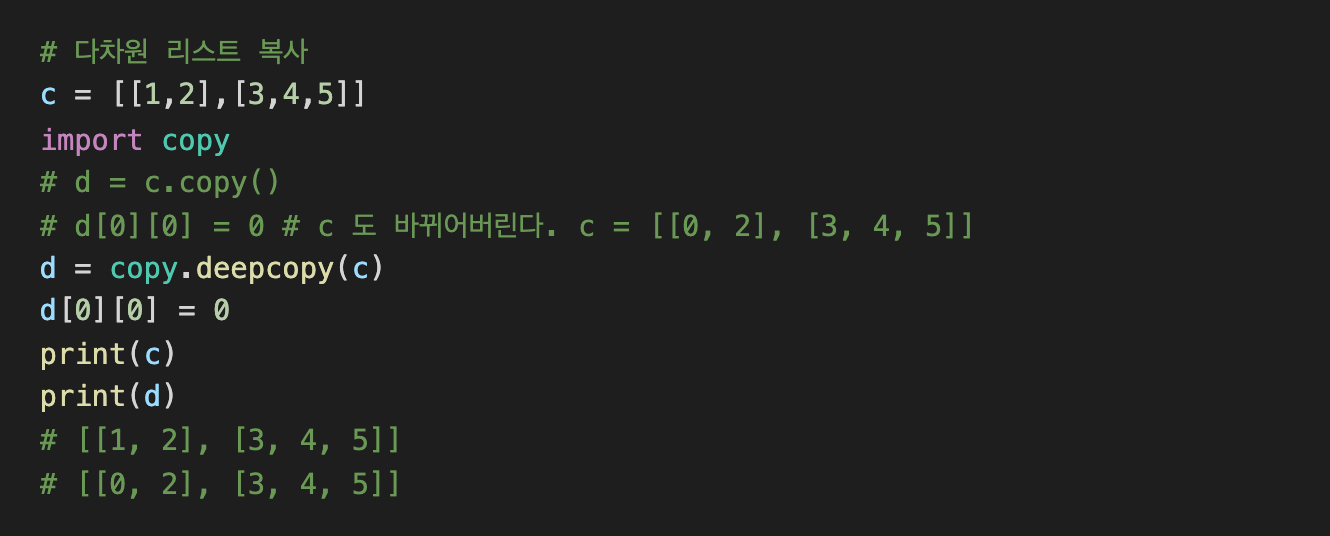 # 다차원 리스트 복사
c = [[1,2],[3,4,5]]
import copy
# d = c.copy()
# d[0][0] = 0 # c 도 바뀌어버린다. c = [[0, 2], [3, 4, 5]]
d = copy.deepcopy(c)
d[0][0] = 0
print(c)
print(d)
# [[1, 2], [3, 4, 5]]
# [[0, 2], [3, 4, 5]]